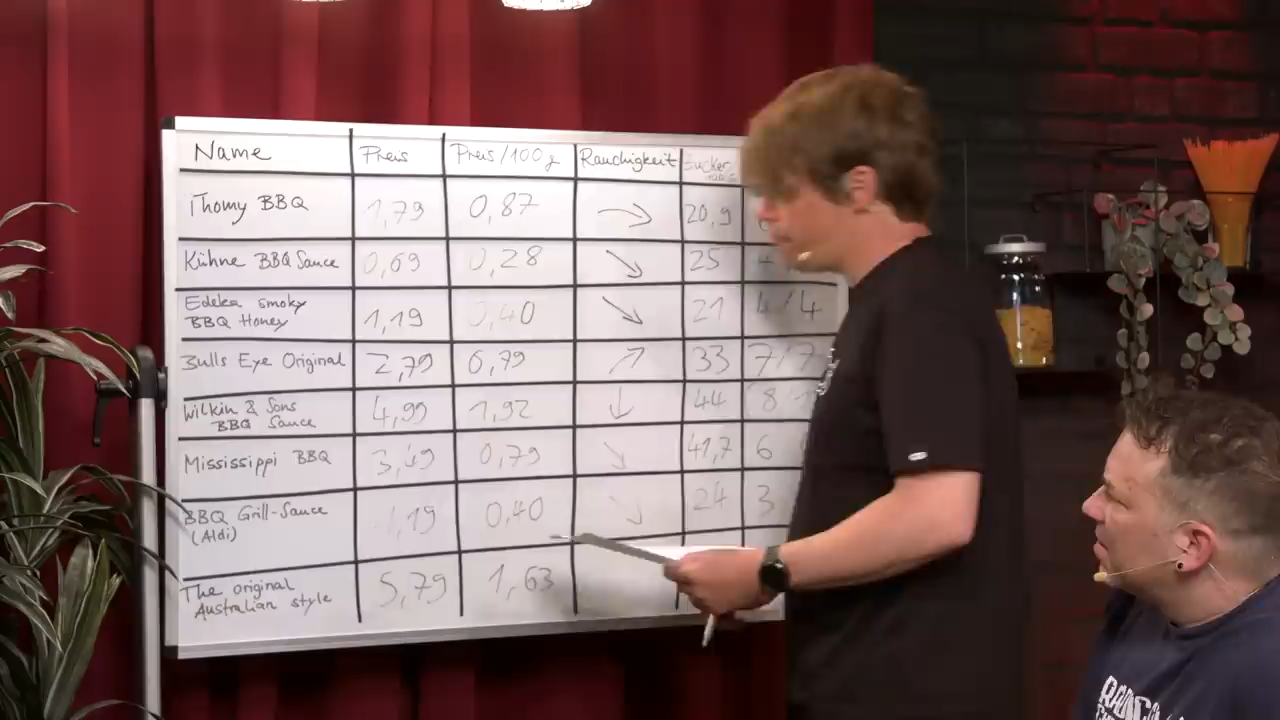 Name Preis Preis/100g Rauchigkeit Zucker
Thomy BBQ 1,79 0,87 → 20,9
Kühne BBQ Sauce 0,69 0,28 ↘ 25
Edeka smoky
BBQ Honey 1,19 0,40 ↘ 21 4/4
Bulls Eye Original 2,79 0,79 ↗ 33 7/7
Wilkin & Sons
BBQ Sauce 4,99 1,92 ↓ 44 8
Mississippi BBQ 3,49 0,79 ↘ 41,7 6
BBQ Grill-Sauce
(Aldi) 1,19 0,40 ↘ 24 3
The original
Australian style 5,79 1,63